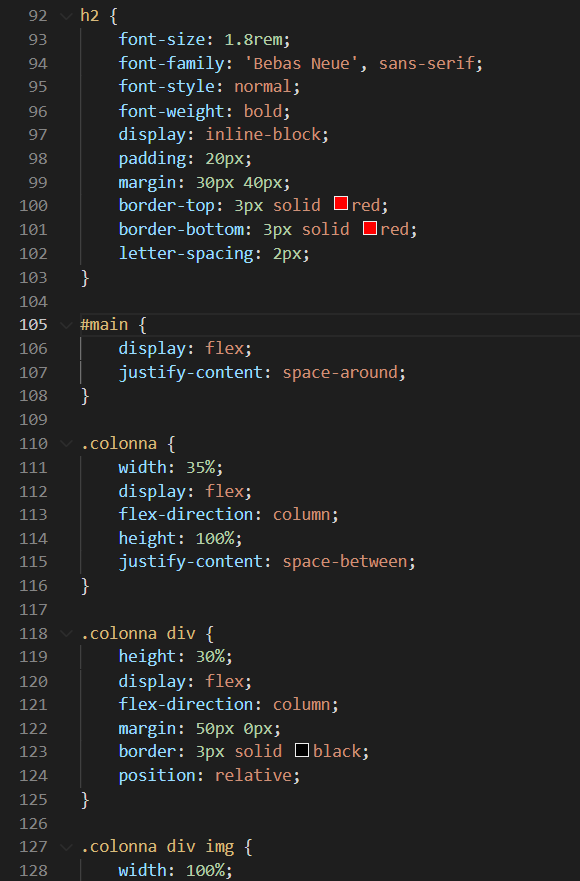 92 h2 {
93     font-size: 1.8rem;
94     font-family: 'Bebas Neue', sans-serif;
95     font-style: normal;
96     font-weight: bold;
97     display: inline-block;
98     padding: 20px;
99     margin: 30px 40px;
100     border-top: 3px solid red;
101     border-bottom: 3px solid red;
102     letter-spacing: 2px;
103 }
104
105 #main {
106     display: flex;
107     justify-content: space-around;
108 }
109
110 .colonna {
111     width: 35%;
112     display: flex;
113     flex-direction: column;
114     height: 100%;
115     justify-content: space-between;
116 }
117
118 .colonna div {
119     height: 30%;
120     display: flex;
121     flex-direction: column;
122     margin: 50px 0px;
123     border: 3px solid black;
124     position: relative;
125 }
126
127 .colonna div img {
128     width: 100%;